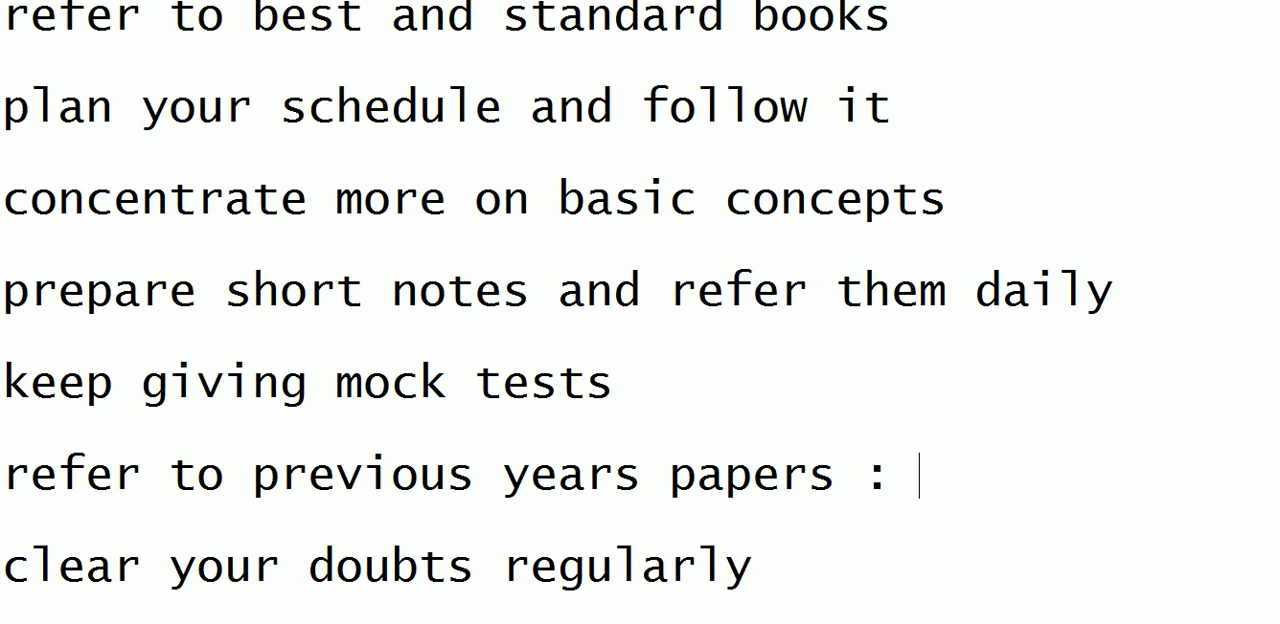 refer to best and standard books
plan your schedule and follow it
concentrate more on basic concepts
prepare short notes and refer them daily
keep giving mock tests
refer to previous years papers :
clear your doubts regularly